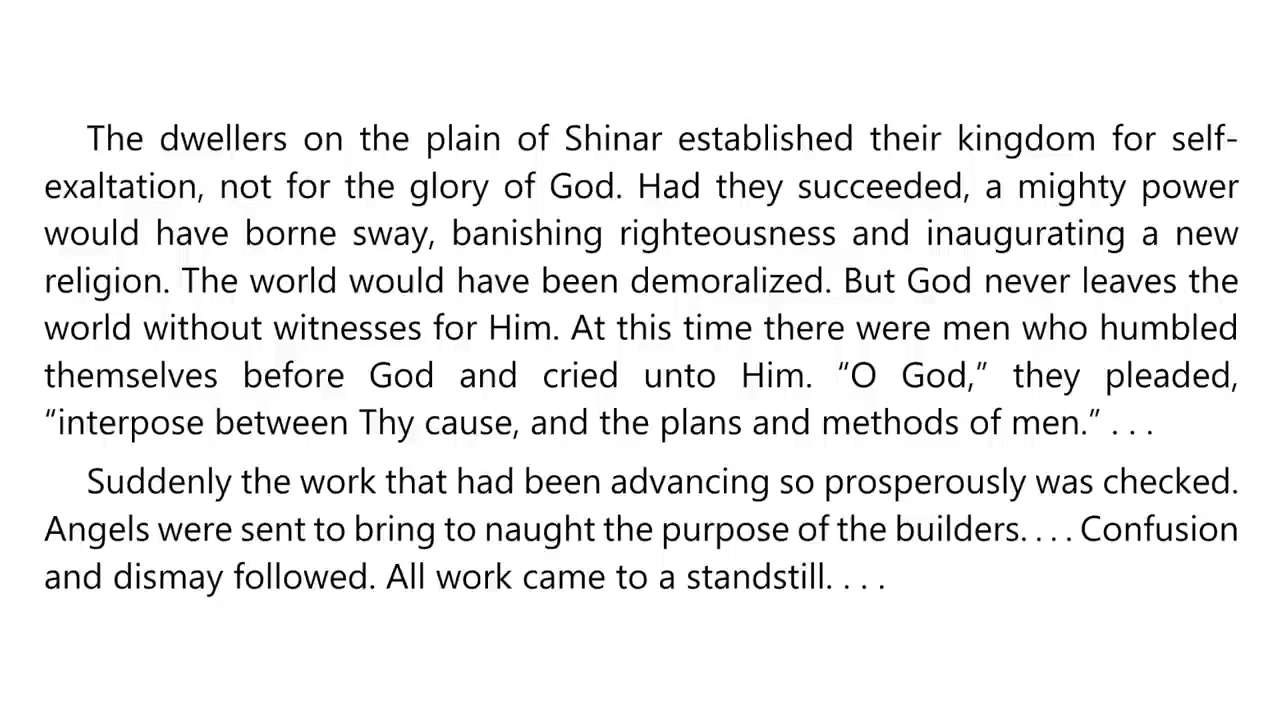 The dwellers on the plain of Shinar established their kingdom for self-
exaltation, not for the glory of God. Had they succeeded, a mighty power
would have borne sway, banishing righteousness and inaugurating a new
religion. The world would have been demoralized. But God never leaves the
world without witnesses for Him. At this time there were men who humbled
themselves before God and cried unto Him. “O God,” they pleaded,
“interpose between Thy cause, and the plans and methods of men.” . . .
Suddenly the work that had been advancing so prosperously was checked.
Angels were sent to bring to naught the purpose of the builders. . . . Confusion
and dismay followed. All work came to a standstill. . . .